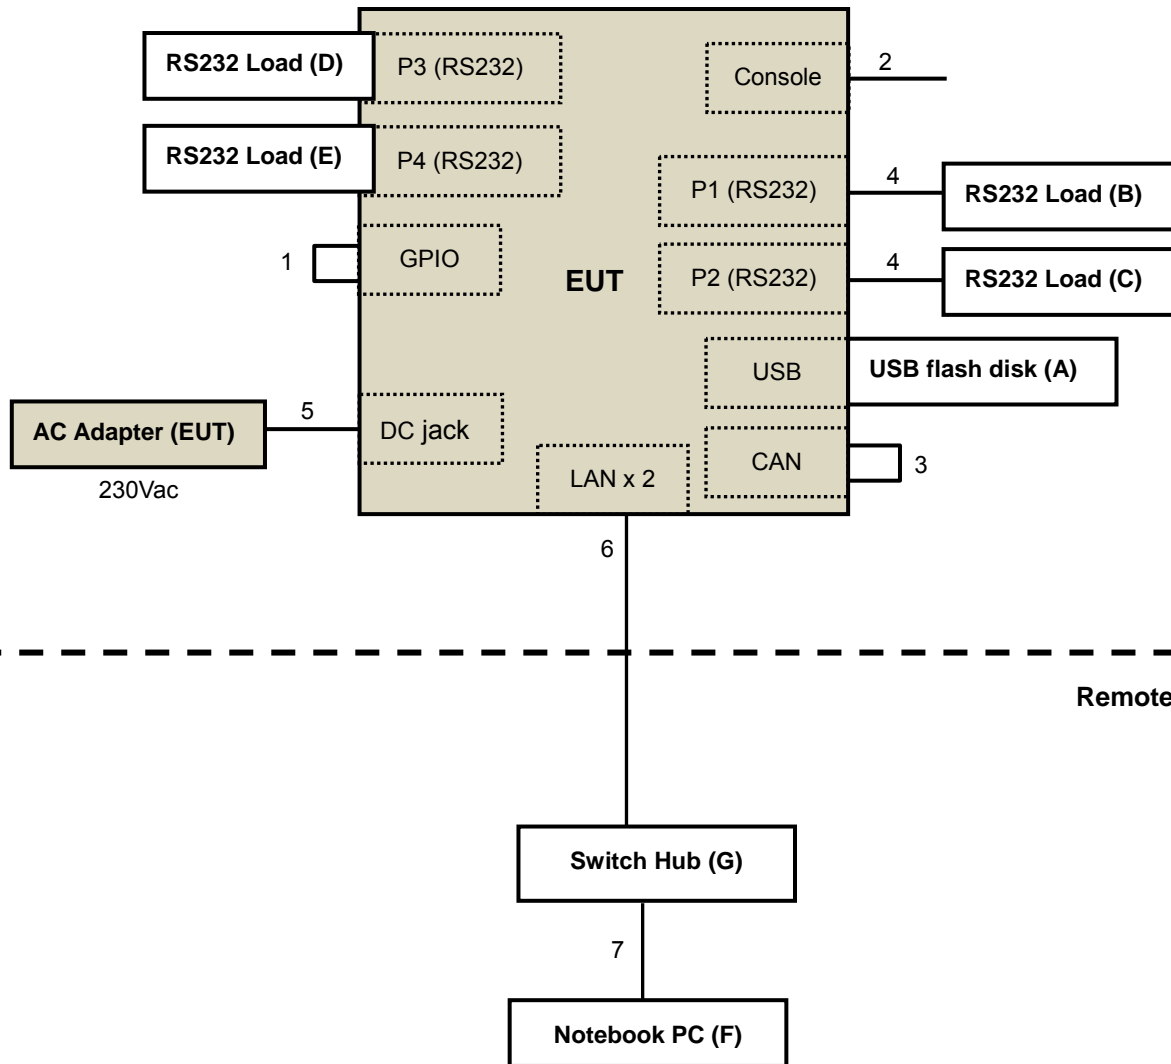 RS232 Load (D)
P3 (RS232)
Console
2
RS232 Load (E)
P4 (RS232)
P1 (RS232)
4
RS232 Load (B)
1
GPIO
EUT
P2 (RS232)
4
RS232 Load (C)
USB
USB flash disk (A)
AC Adapter (EUT)
5
DC jack
230Vac
LAN x 2
CAN
3
6
Remote
Switch Hub (G)
7
Notebook PC (F)